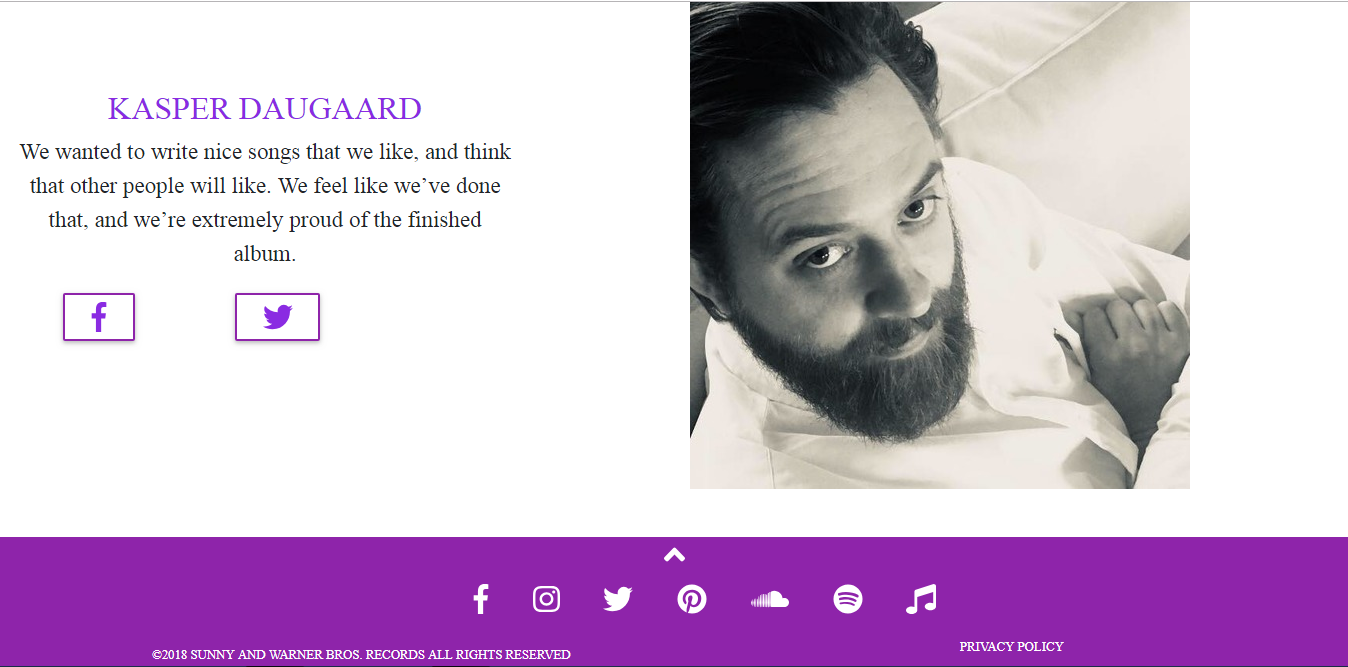 KASPER DAUGAARD
We wanted to write nice songs that we like, and think
that other people will like. We feel like we’ve done
that, and we’re extremely proud of the finished
album.
©2018 SUNNY AND WARNER BROS. RECORDS ALL RIGHTS RESERVED
PRIVACY POLICY